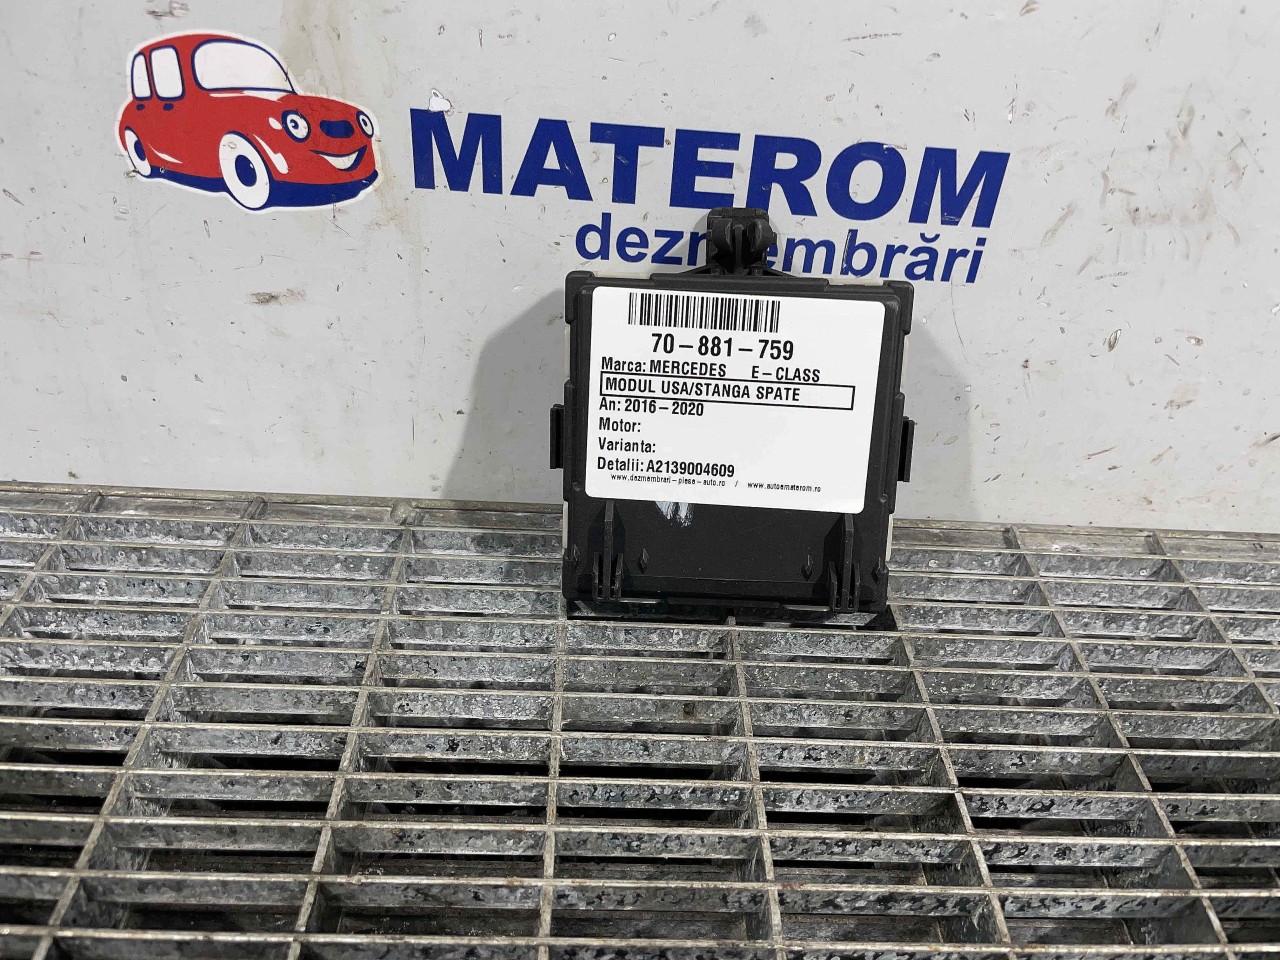 MATEROM
dezmembrări
70-881-759
Marca: MERCEDES E-CLASS
MODUL USA/STANGA SPATE
An: 2016-2020
Motor:
Varianta:
Detalii: A2139004609
www.dezmembrari-piese-auto.ro / www.autoematerom.ro